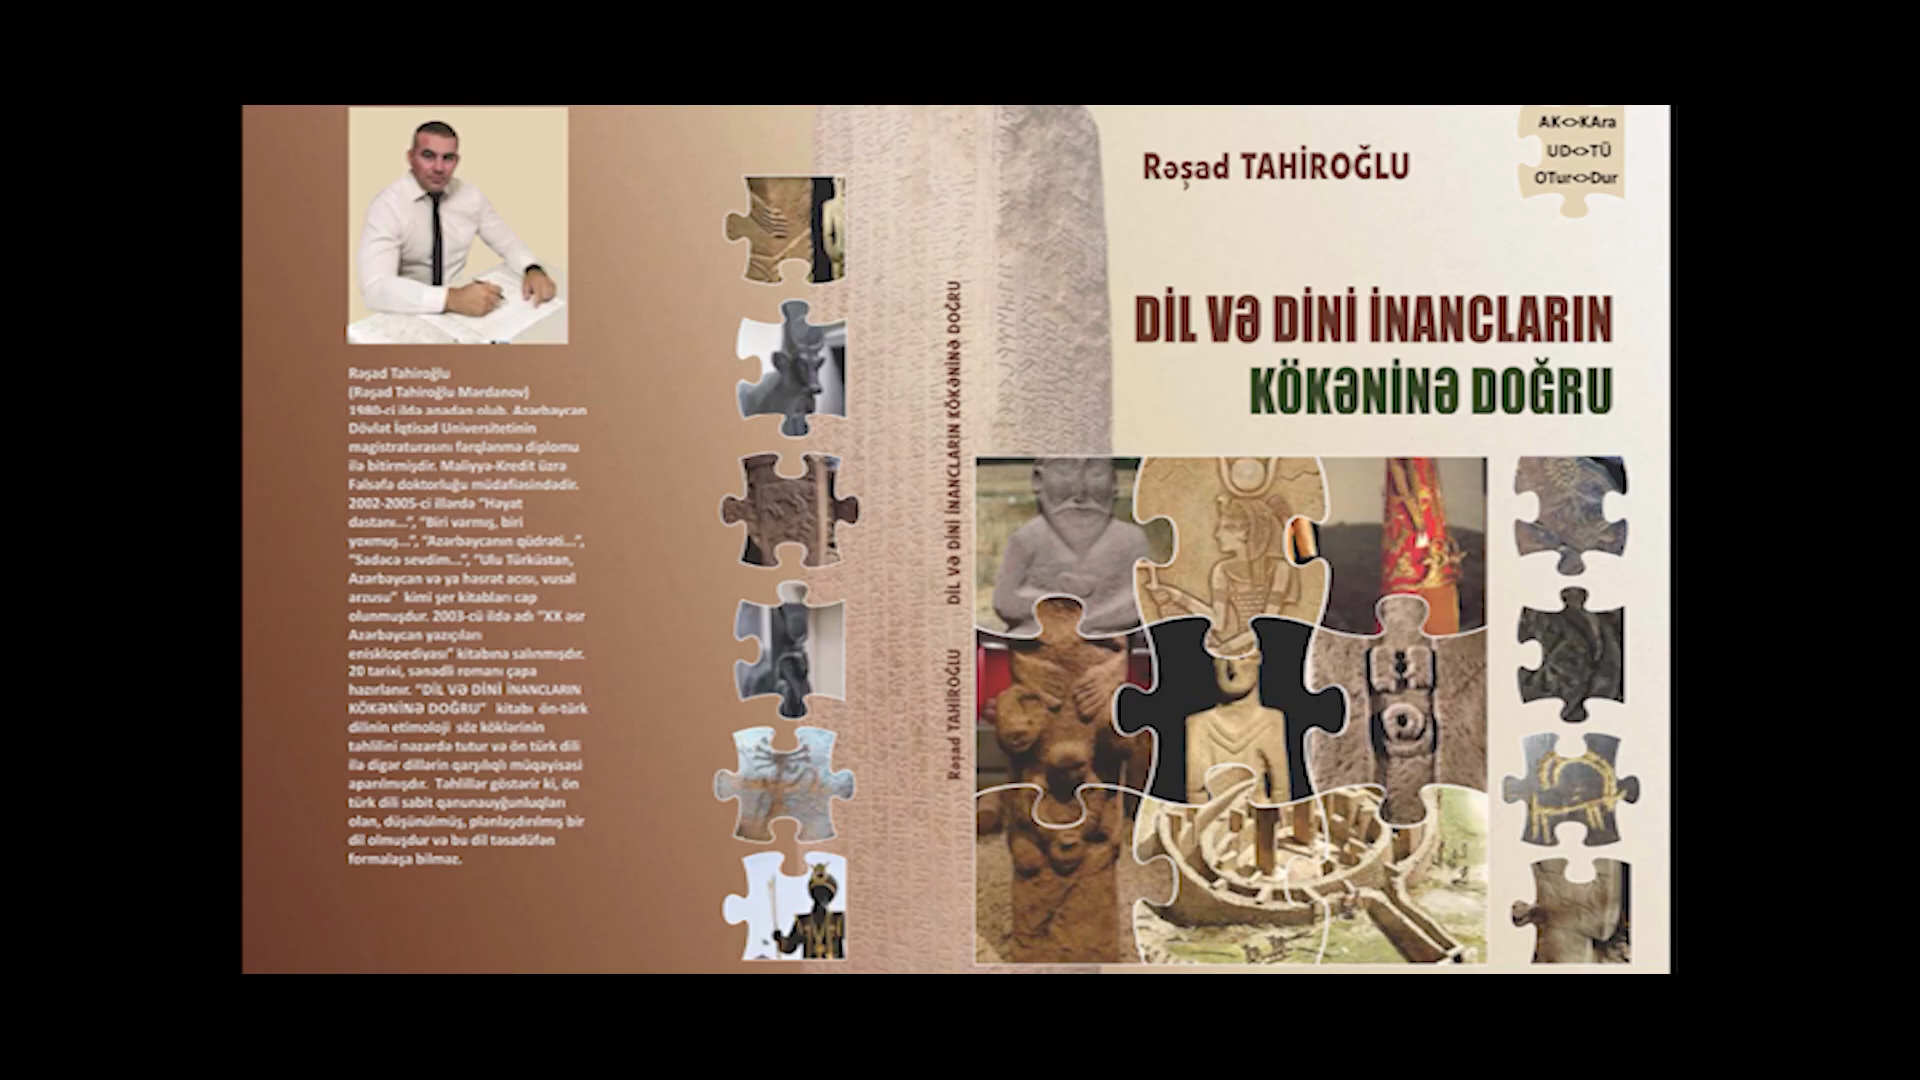 Rəşad Tahiroğlu
(Rəşad Tahiroğlu Mərdanov)
1980-ci ildə anadan olub. Azərbaycan
Dövlət İqtisad Universitetinin
magistraturasını fərqlənmə diplomu
ilə bitirmişdir. Maliyyə-Kredit üzrə
Fəlsəfə doktorluğu müdafiəsindədir.
2002-2005-ci illərdə "Həyat
dastanı...", "Biri varmış, biri
yoxmuş...", "Azərbaycanın qüdrəti...",
"Sadəcə sevdim...", "Ulu Türküstan,
Azərbaycan və ya həsrət acısı, vusal
arzusu" kimi şer kitabları cap
olunmuşdur. 2003-cü ildə adı "XX əsr
Azərbaycan yazıçıları
enisklopediyası" kitabına salınmışdır.
20 tarixi, sənədli romanı çapa
hazırlanır. "DİL VƏ DİNİ İNANCLARIN
KÖKƏNİNƏ DOĞRU" kitabı ön-türk
dilinin etimoloji söz köklərinin
təhlilini nəzərdə tutur və ön türk dili
ilə digər dillərin qarşılıqlı müqayisəsi
aparılmışdır. Təhlillər göstərir ki, ön
türk dili sabit qanunauyğunluqları
olan, düşünülmüş, planlaşdırılmış bir
dil olmuşdur və bu dil təsadüfən
formalaşa bilməz.
Rəşad TAHİROĞLU DİL VƏ DİNİ İNANCLARIN KÖKƏNİNƏ DOĞRU
Rəşad TAHİROĞLU
AK<>KAra
UD<>TÜ
OTur<>Dur
DİL VƏ DİNİ İNANCLARIN
KÖKƏNİNƏ DOĞRU